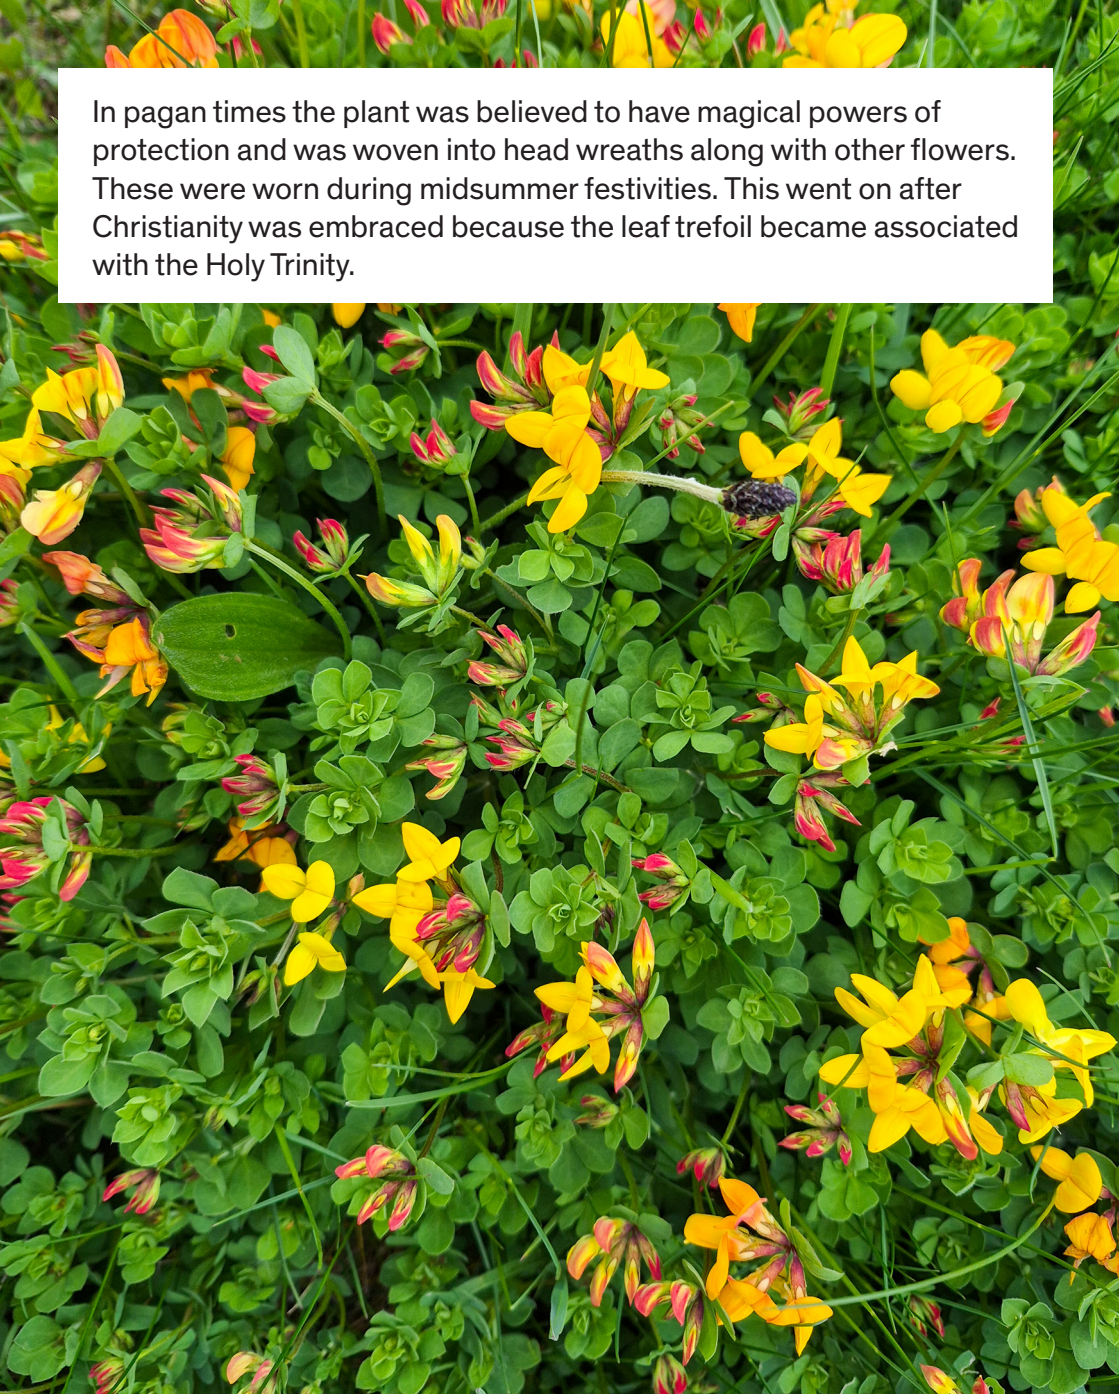 In pagan times the plant was believed to have magical powers of
protection and was woven into head wreaths along with other flowers.
These were worn during midsummer festivities. This went on after
Christianity was embraced because the leaf trefoil became associated
with the Holy Trinity.